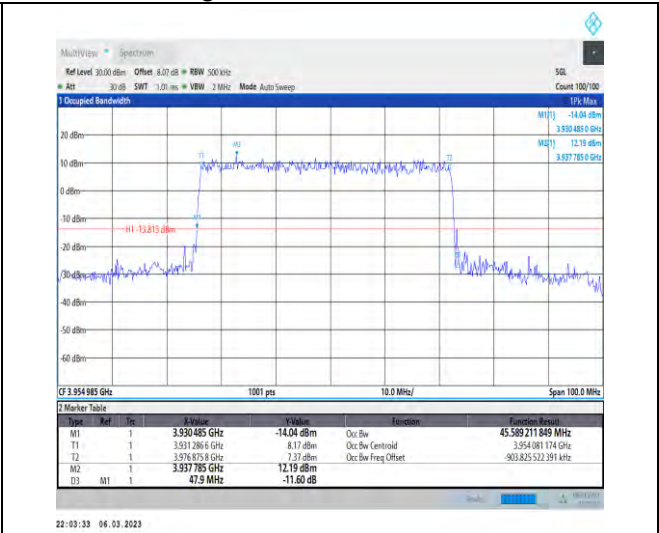 MultiView Spectrum
Ref Level 30.00 dBm Offset 8.07 dB RBW 500 kHz SGL
Att 30 dB SWT 1.01 ms VBW 2 MHz Mode Auto Sweep Count 100/100
1 Occupied Bandwidth 1Pk Max
M1(1) -14.04 dBm
3.930 485 0 GHz
M2(1) 12.19 dBm
3.937 785 0 GHz
20 dBm
10 dBm
0 dBm
-10 dBm
H1 -13.813 dBm
-20 dBm
-30 dBm
-40 dBm
-50 dBm
-60 dBm
T1
M2
T2
CF 3.954 985 GHz 1001 pts 10.0 MHz/ Span 100.0 MHz
2 Marker Table
Type Ref Trc X-Value Y-Value Function Function Result
M1 1 3.930 485 GHz -14.04 dBm Occ Bw 45.589 211 849 MHz
T1 1 3.931 286 6 GHz 8.17 dBm Occ Bw Centroid 3.954 081 174 GHz
T2 1 3.976 875 8 GHz 7.37 dBm Occ Bw Freq Offset -903.825 522 391 kHz
M2 1 3.937 785 GHz 12.19 dBm
D3 M1 1 47.9 MHz -11.60 dB
22:03:33 06.03.2023